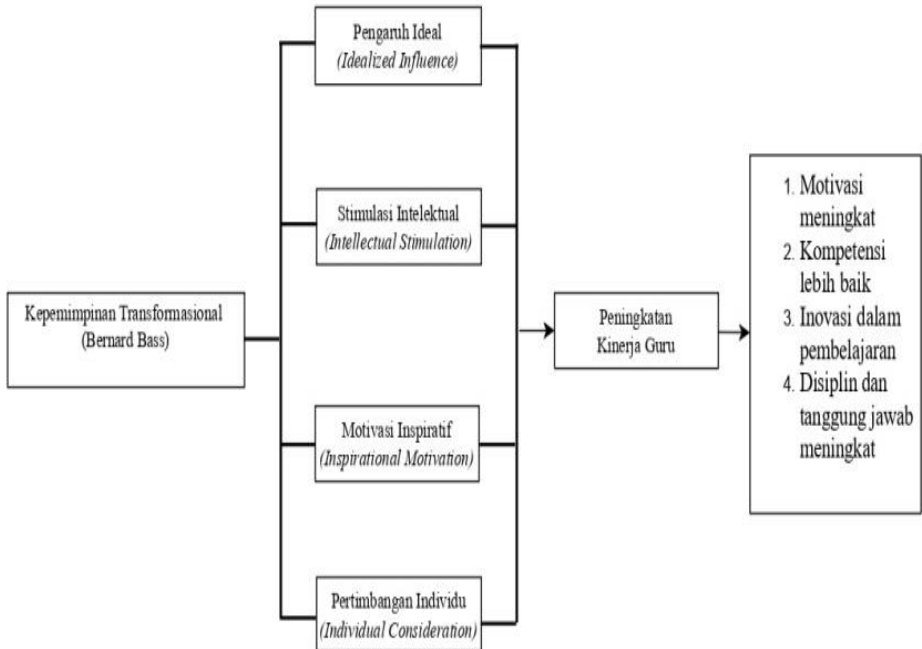 Pengaruh Ideal
(Idealized Influence)
Stimulasi Intelektual
(Intellectual Stimulation)
Kepemimpinan Transformasional
(Bernard Bass)
Motivasi Inspiratif
(Inspirational Motivation)
Pertimbangan Individu
(Individual Consideration)
Peningkatan
Kinerja Guru
1. Motivasi
meningkat
2. Kompetensi
lebih baik
3. Inovasi dalam
pembelajaran
4. Disiplin dan
tanggung jawab
meningkat